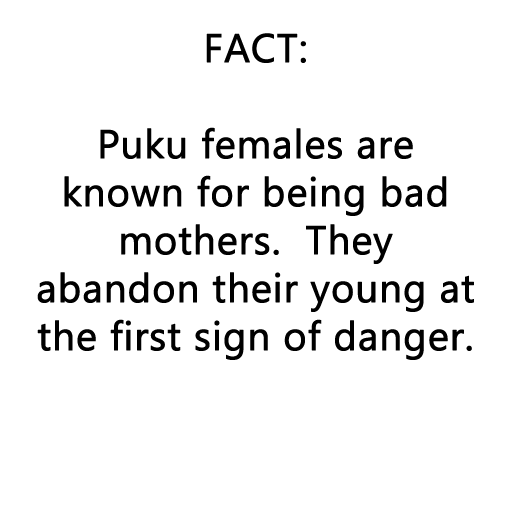 FACT:
Puku females are
known for being bad
mothers.  They
abandon their young at
the first sign of danger.